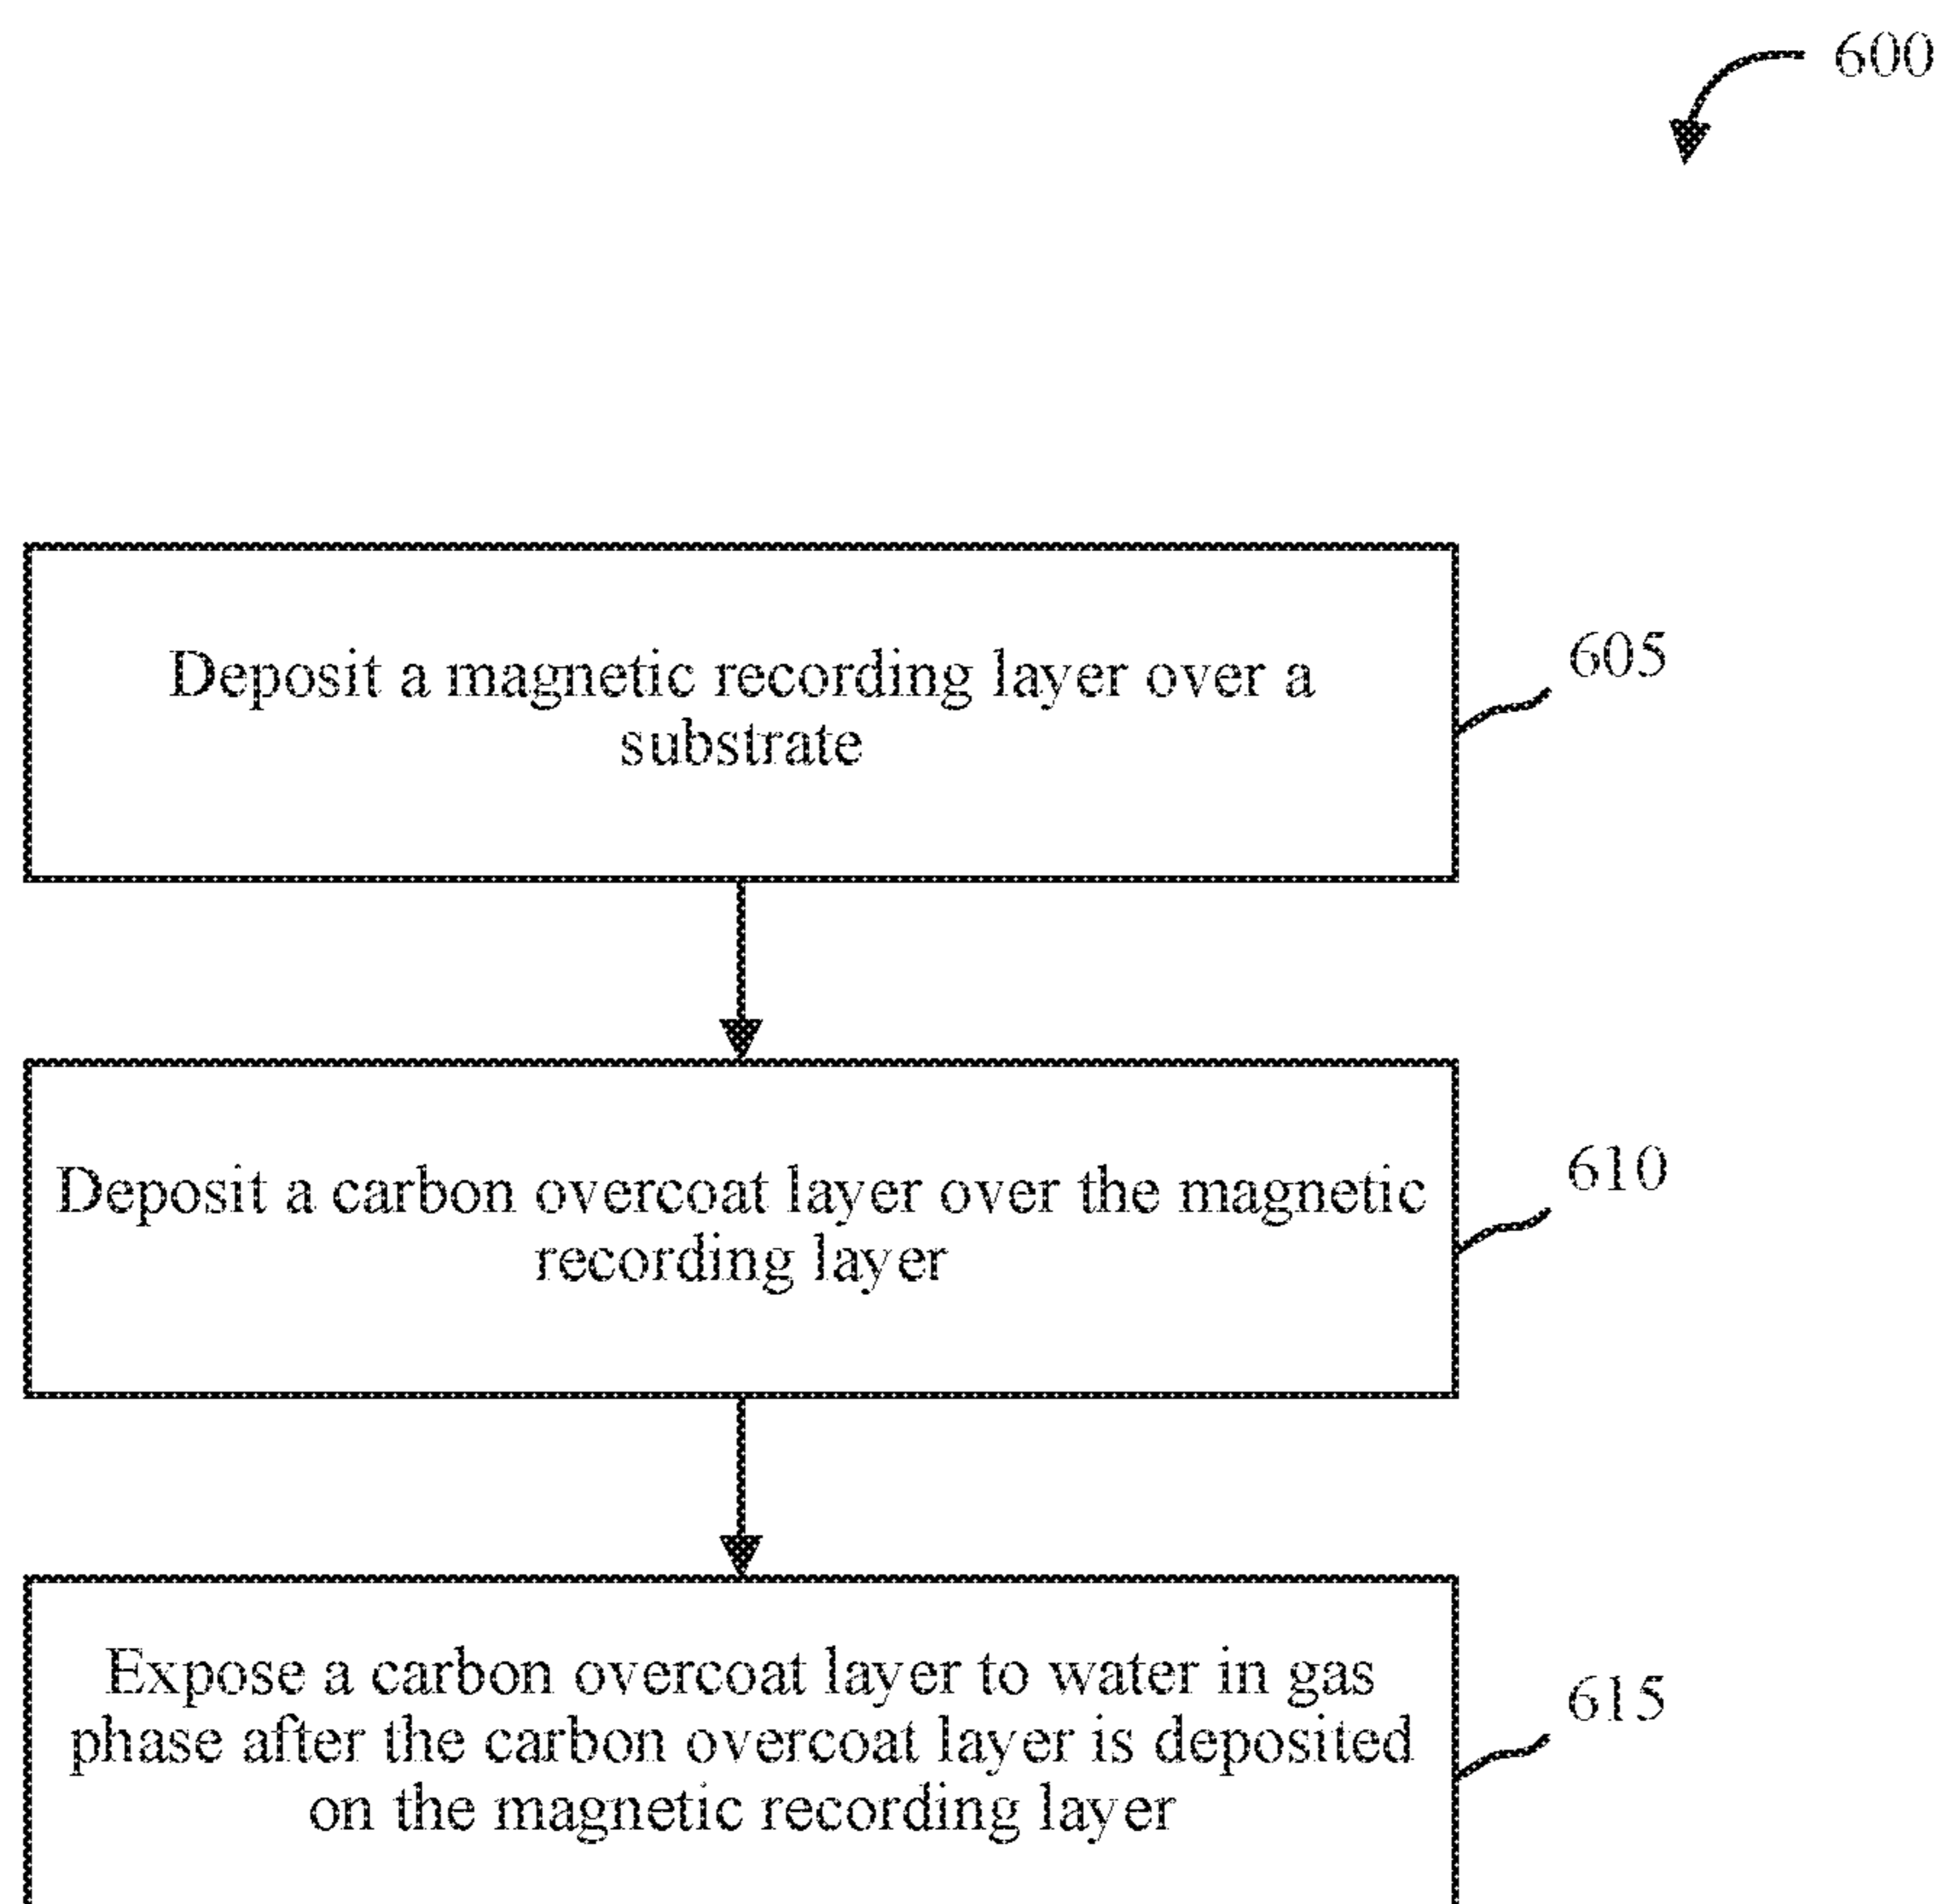 600
Deposit a magnetic recording layer over a
substrate
605
Deposit a carbon overcoat layer over the magnetic
recording layer
610
Expose a carbon overcoat layer to water in gas
phase after the carbon overcoat layer is deposited
on the magnetic recording layer
615